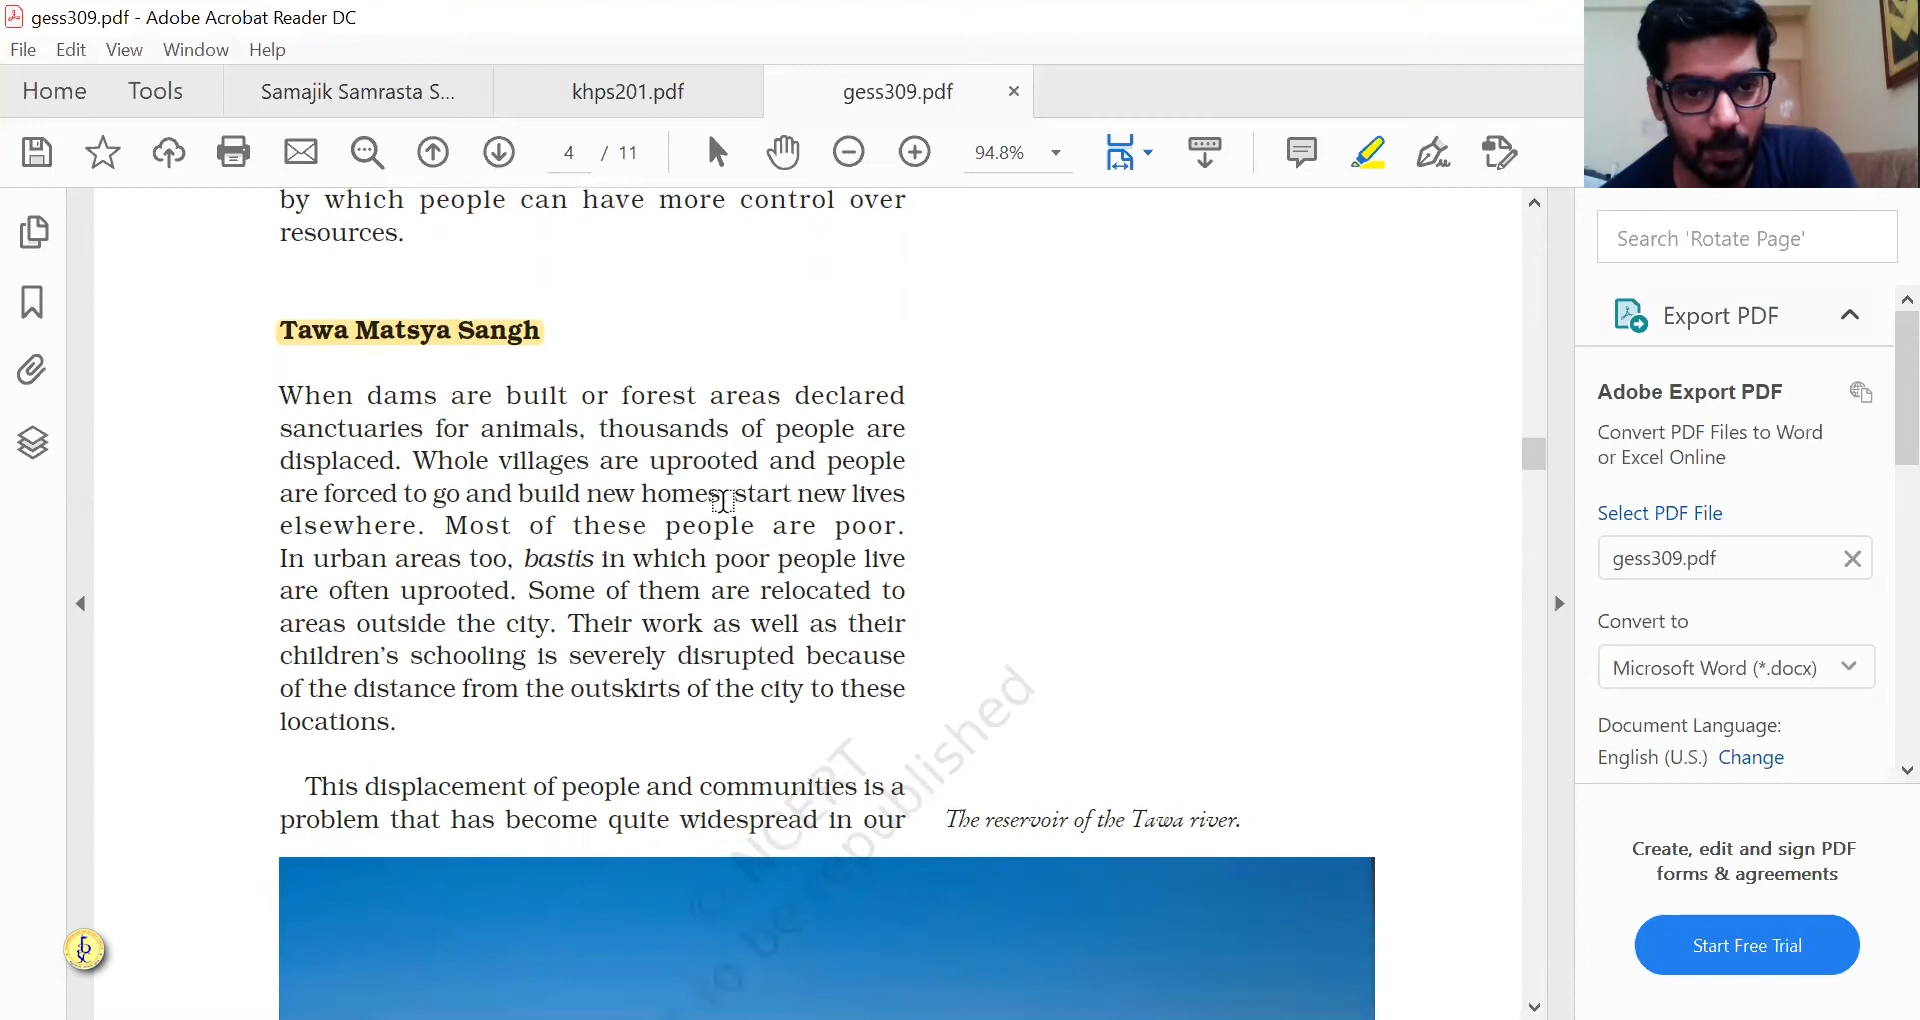 gess309.pdf - Adobe Acrobat Reader DC
File Edit View Window Help
Home Tools Samajik Samrasta S... khps201.pdf gess309.pdf
4 / 11 94.8%
by which people can have more control over
resources.
Tawa Matsya Sangh
When dams are built or forest areas declared
sanctuaries for animals, thousands of people are
displaced. Whole villages are uprooted and people
are forced to go and build new homes, start new lives
elsewhere. Most of these people are poor.
In urban areas too, bastis in which poor people live
are often uprooted. Some of them are relocated to
areas outside the city. Their work as well as their
children's schooling is severely disrupted because
of the distance from the outskirts of the city to these
locations.
This displacement of people and communities is a
problem that has become quite widespread in our
The reservoir of the Tawa river.
© NCERT
to be republished
Search 'Rotate Page'
Export PDF
Adobe Export PDF
Convert PDF Files to Word
or Excel Online
Select PDF File
gess309.pdf
Convert to
Microsoft Word (*.docx)
Document Language:
English (U.S.) Change
Create, edit and sign PDF
forms & agreements
Start Free Trial